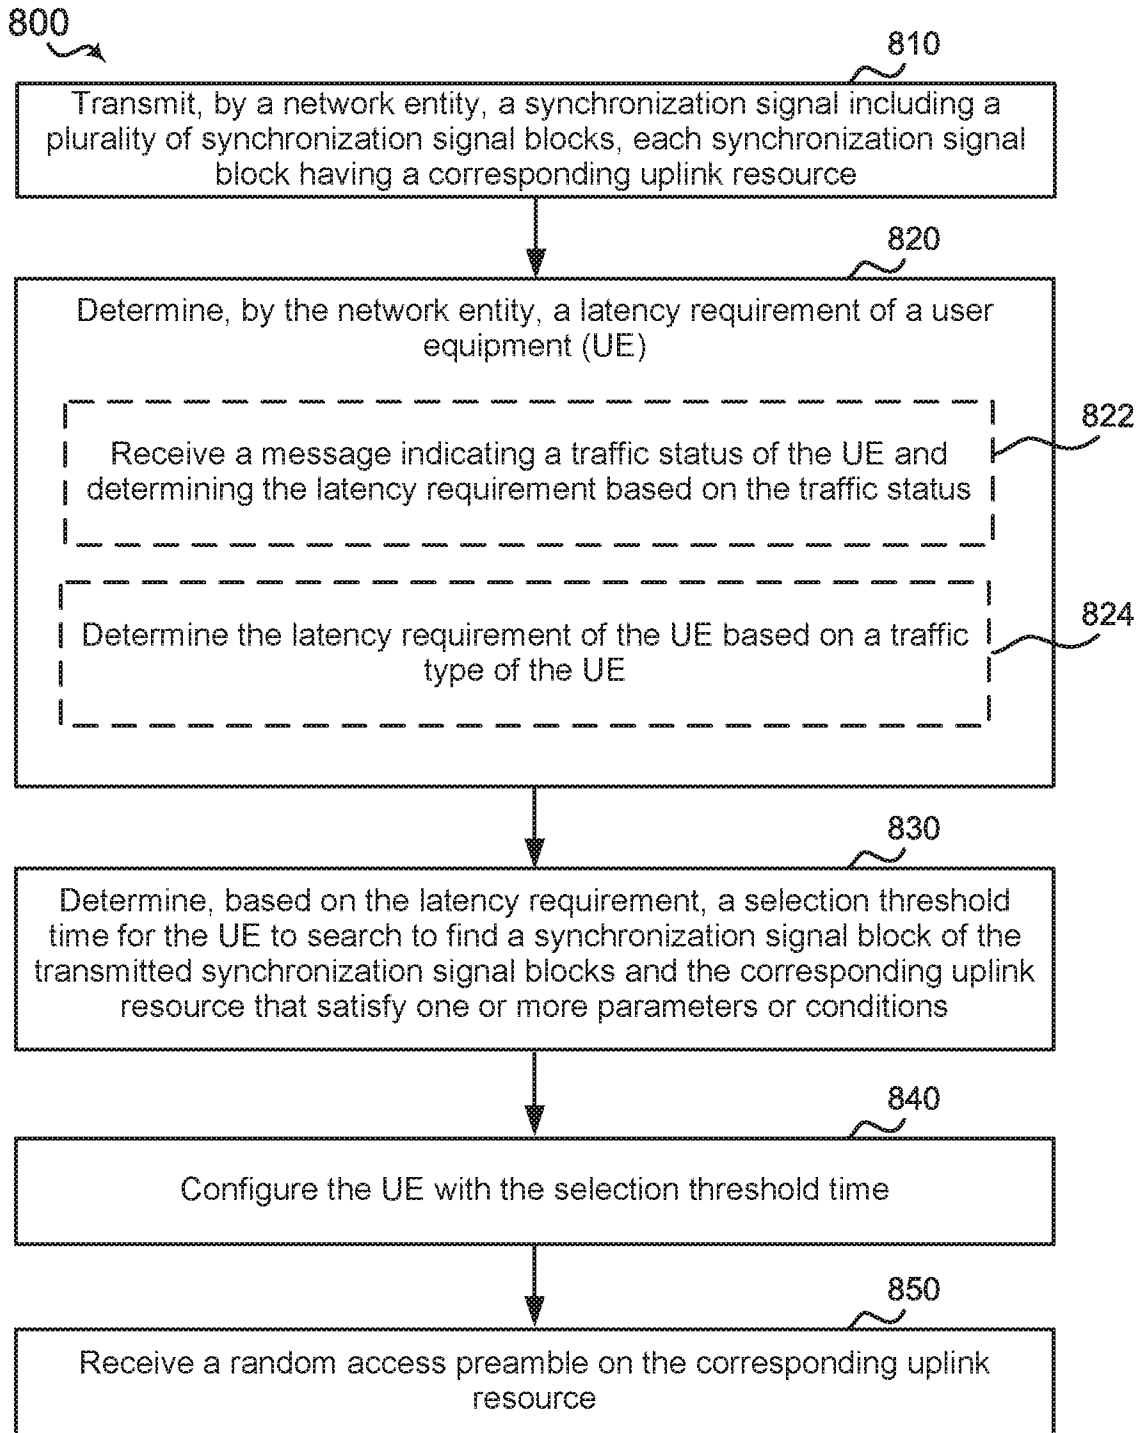 800
810
Transmit, by a network entity, a synchronization signal including a
plurality of synchronization signal blocks, each synchronization signal
block having a corresponding uplink resource
820
Determine, by the network entity, a latency requirement of a user
equipment (UE)
822
Receive a message indicating a traffic status of the UE and
determining the latency requirement based on the traffic status
824
Determine the latency requirement of the UE based on a traffic
type of the UE
830
Determine, based on the latency requirement, a selection threshold
time for the UE to search to find a synchronization signal block of the
transmitted synchronization signal blocks and the corresponding uplink
resource that satisfy one or more parameters or conditions
840
Configure the UE with the selection threshold time
850
Receive a random access preamble on the corresponding uplink
resource